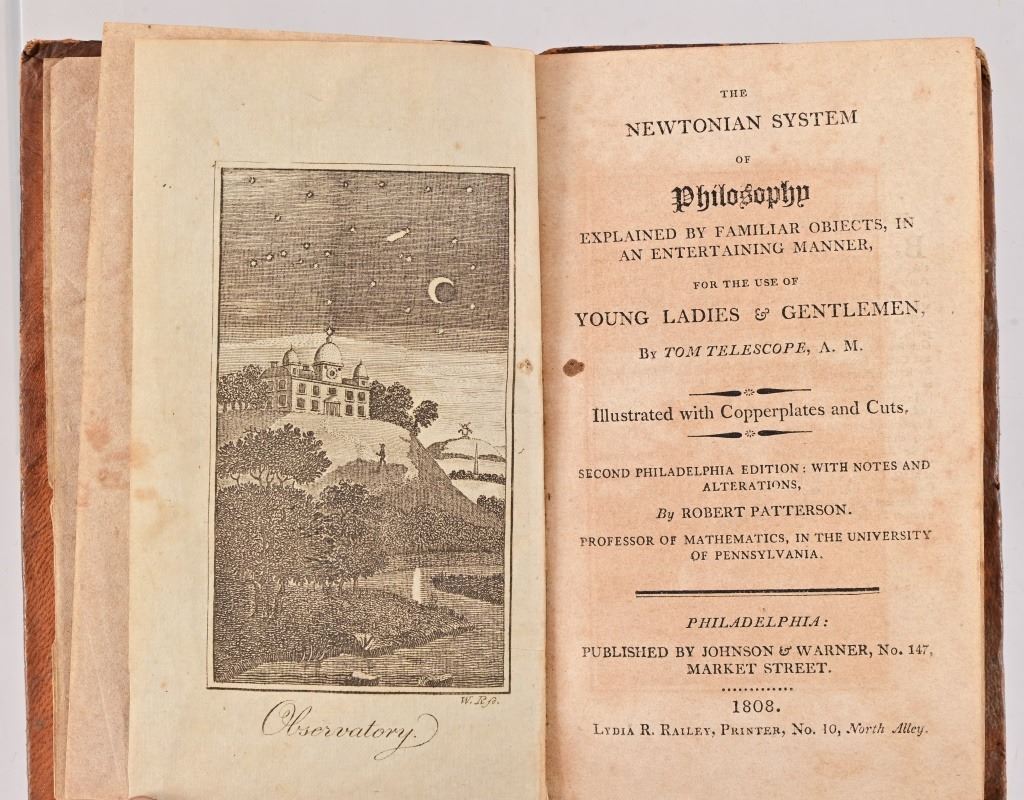 W. R sc.
Observatory.
THE
NEWTONIAN SYSTEM
OF
Philosophy
EXPLAINED BY FAMILIAR OBJECTS, IN
AN ENTERTAINING MANNER,
FOR THE USE OF
YOUNG LADIES & GENTLEMEN,
By TOM TELESCOPE, A. M.
Illustrated with Copperplates and Cuts.
SECOND PHILADELPHIA EDITION: WITH NOTES AND
ALTERATIONS,
By ROBERT PATTERSON.
PROFESSOR OF MATHEMATICS, IN THE UNIVERSITY
OF PENNSYLVANIA.
PHILADELPHIA:
PUBLISHED BY JOHNSON & WARNER, No. 147,
MARKET STREET.
1808.
LYDIA R. BAILEY, PRINTER, No. 10, North Alley.